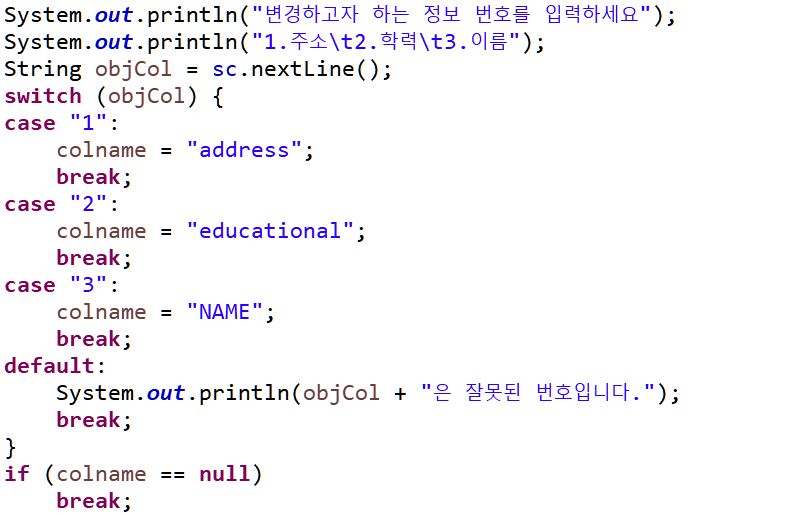 System.out.println("변경하고자 하는 정보 번호를 입력하세요");
System.out.println("1.주소\t2.학력\t3.이름");
String objCol = sc.nextLine();
switch (objCol) {
case "1":
    colname = "address";
    break;
case "2":
    colname = "educational";
    break;
case "3":
    colname = "NAME";
    break;
default:
    System.out.println(objCol + "은 잘못된 번호입니다.");
    break;
}
if (colname == null)
    break;